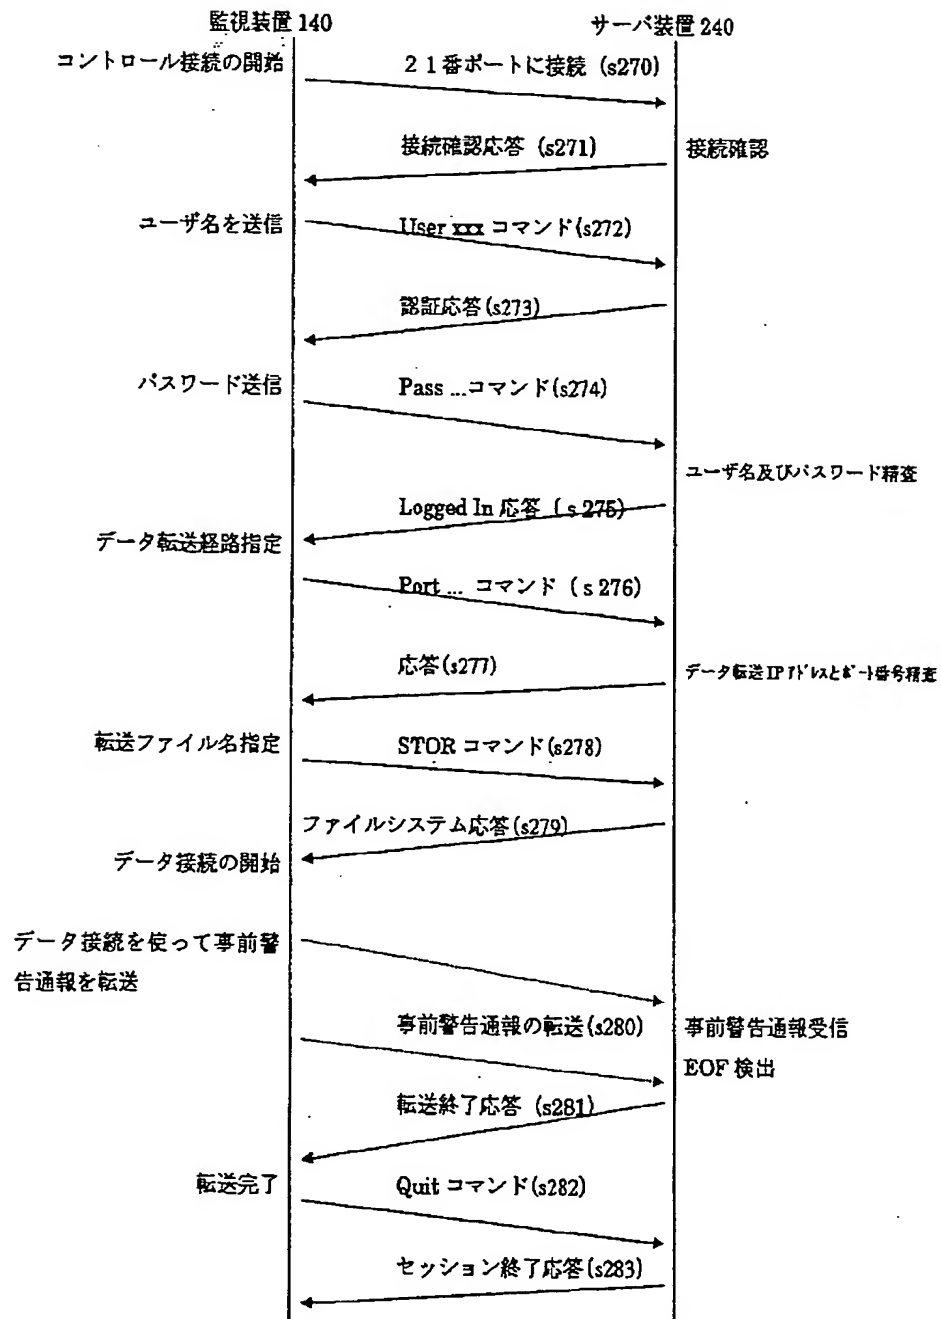 監視装置 140
サーバ装置 240
コントロール接続の開始
21番ポートに接続 (s270)
接続確認応答 (s271)
接続確認
ユーザ名を送信
User xxx コマンド(s272)
認証応答(s273)
パスワード送信
Pass ...コマンド(s274)
ユーザ名及びパスワード精査
Logged In 応答 (s275)
データ転送経路指定
Port ... コマンド (s276)
応答(s277)
データ転送IPアドレスとポート番号精査
転送ファイル名指定
STOR コマンド(s278)
ファイルシステム応答(s279)
データ接続の開始
データ接続を使って事前警
告通報を転送
事前警告通報の転送(s280)
事前警告通報受信
EOF 検出
転送終了応答 (s281)
転送完了
Quit コマンド(s282)
セッション終了応答(s283)